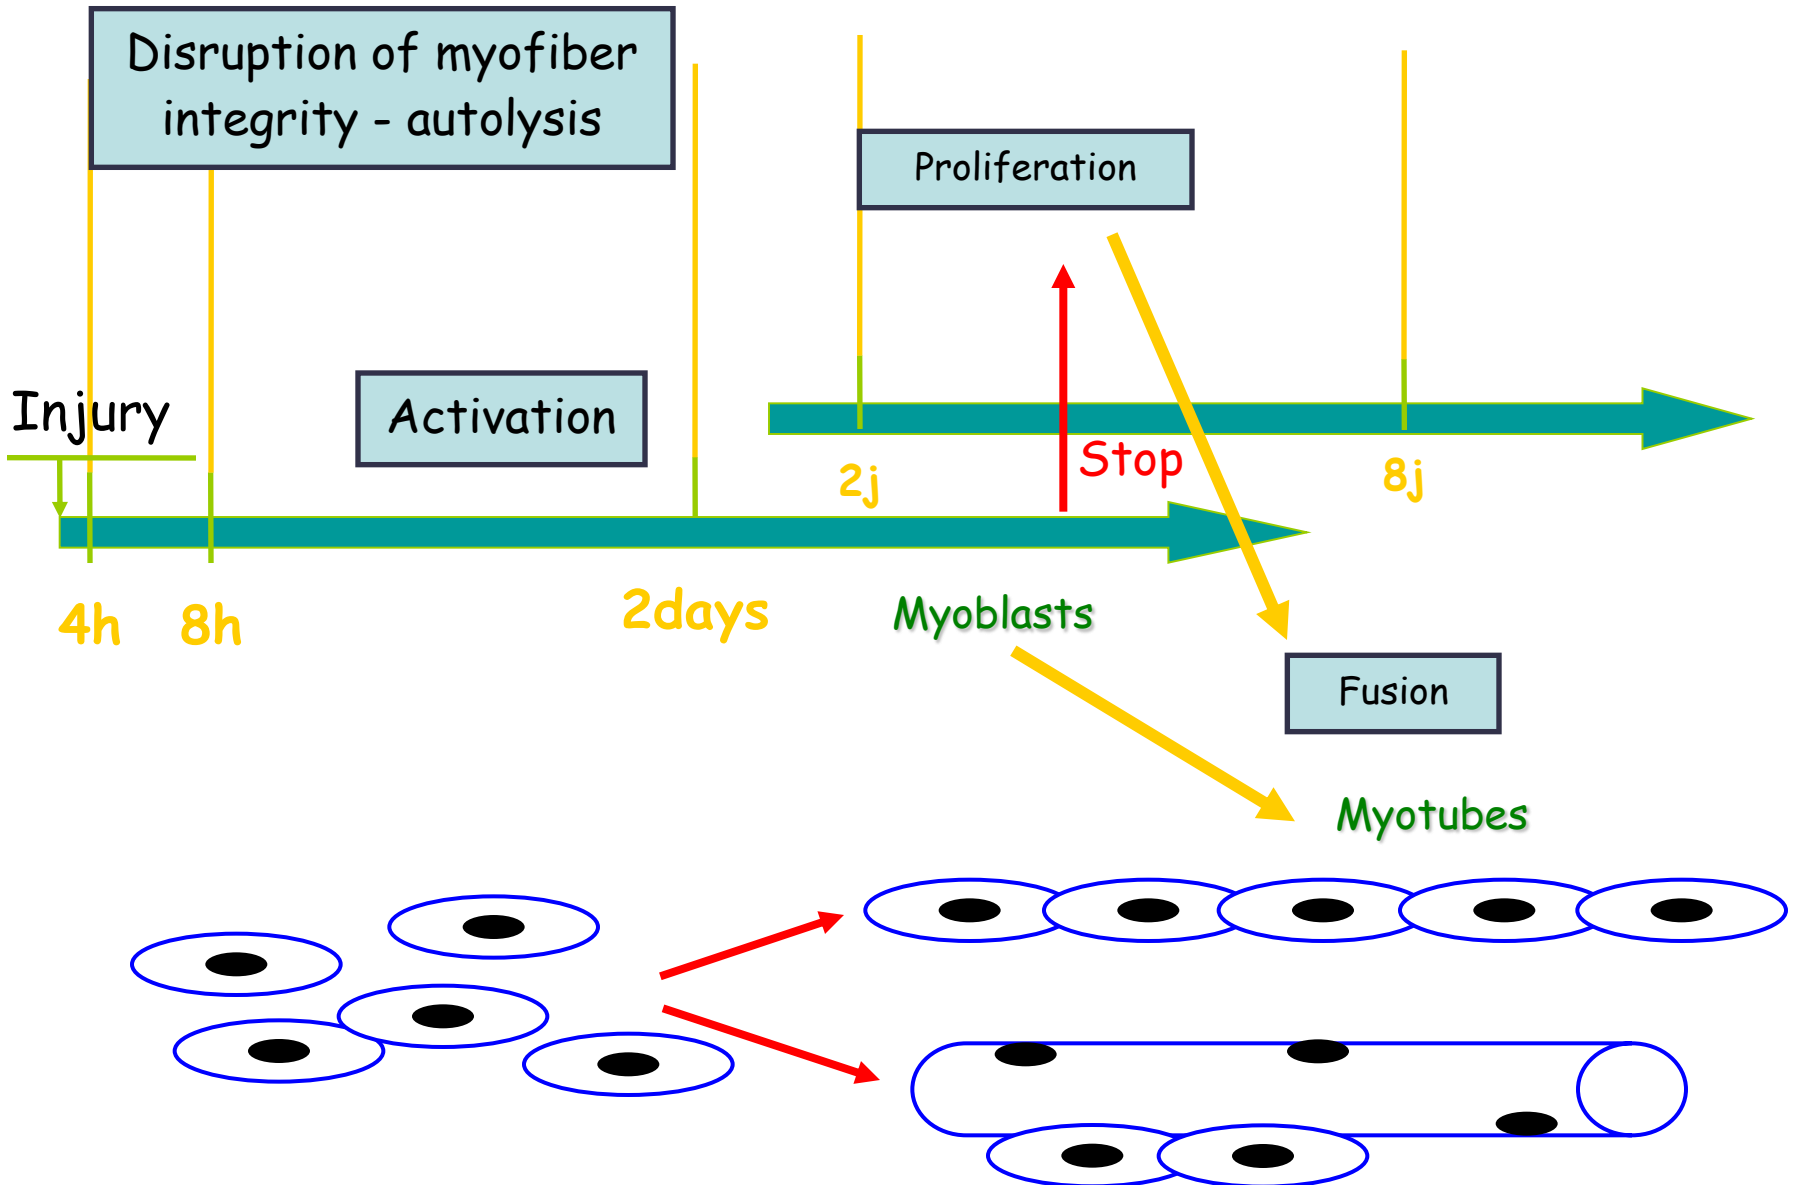 Disruption of myofiber
integrity - autolysis
Proliferation
Injury
Activation
Stop
2j
8j
4h
8h
2days
Myoblasts
Fusion
Myotubes